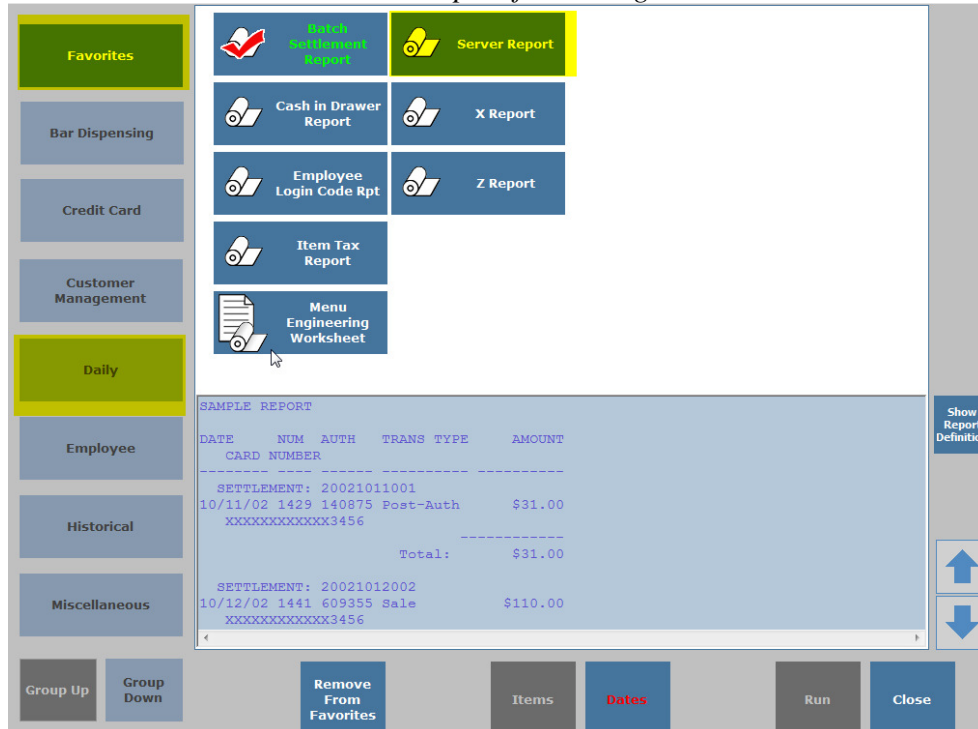 Favorites
Bar Dispensing
Credit Card
Customer
Management
Daily
Employee
Historical
Miscellaneous
Group Up
Group
Down
Batch
Settlement
Report
Server Report
Cash in Drawer
Report
X Report
Employee
Login Code Rpt
Z Report
Item Tax
Report
Menu
Engineering
Worksheet
SAMPLE REPORT
DATE NUM AUTH TRANS TYPE AMOUNT
CARD NUMBER
-------- ---- ------ ---------- ----------
SETTLEMENT: 20021011001
10/11/02 1429 140875 Post-Auth $31.00
XXXXXXXXXXXX3456
------------
Total: $31.00
SETTLEMENT: 20021012002
10/12/02 1441 609355 Sale $110.00
XXXXXXXXXXXX3456
Show
Report
Definitio
Remove
From
Favorites
Items
Dates
Run
Close